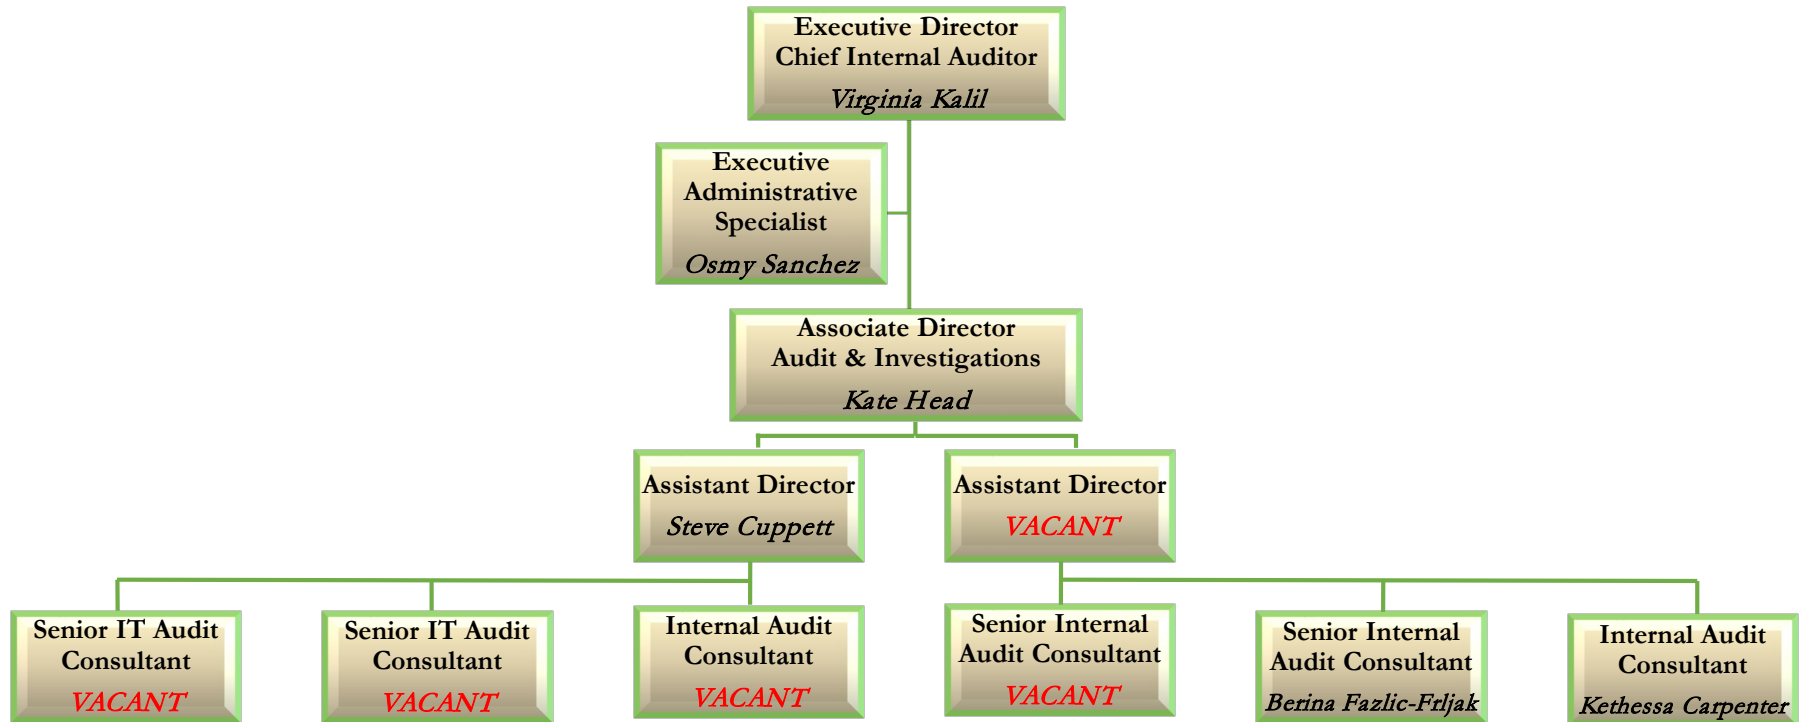 Executive Director
Chief Internal Auditor
Virginia Kalil
Executive
Administrative
Specialist
Osmy Sanchez
Associate Director
Audit & Investigations
Kate Head
Assistant Director
Steve Cuppett
Assistant Director
VACANT
Senior IT Audit
Consultant
VACANT
Senior IT Audit
Consultant
VACANT
Internal Audit
Consultant
VACANT
Senior Internal
Audit Consultant
VACANT
Senior Internal
Audit Consultant
Berina Fazlic-Frljak
Internal Audit
Consultant
Kethessa Carpenter